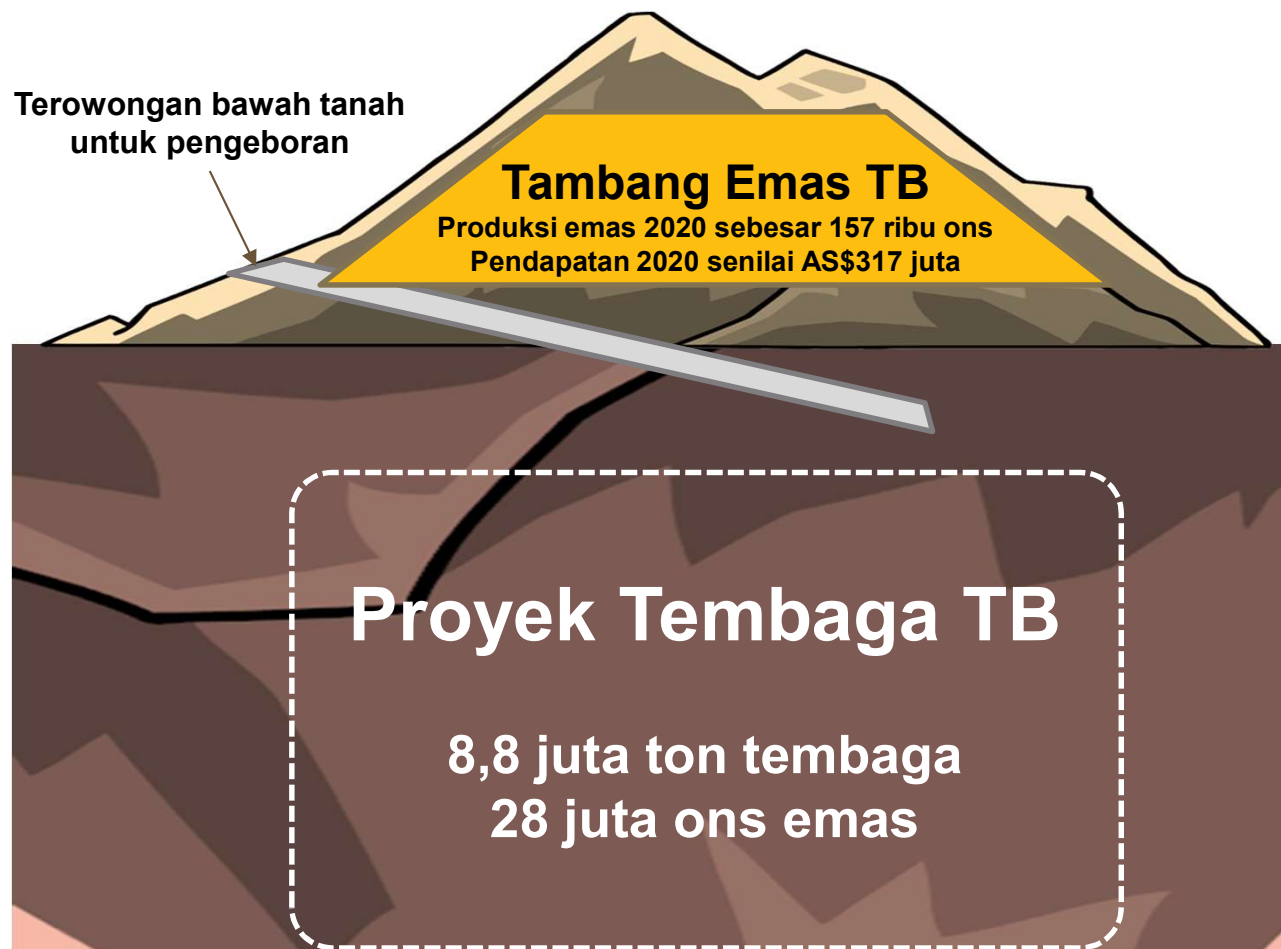 Terowongan bawah tanah
untuk pengeboran
Tambang Emas TB
Produksi emas 2020 sebesar 157 ribu ons
Pendapatan 2020 senilai AS$317 juta
Proyek Tembaga TB
8,8 juta ton tembaga
28 juta ons emas